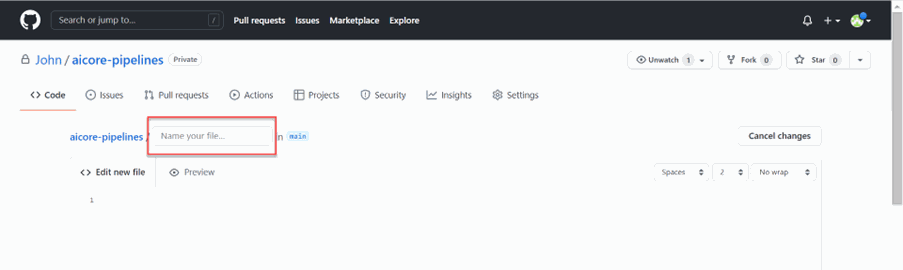 Search or jump to... / Pull requests Issues Marketplace Explore
John / aicore-pipelines Private Unwatch 1 Fork 0 Star 0
Code Issues Pull requests Actions Projects Security Insights Settings
aicore-pipelines / Name your file... in main Cancel changes
Edit new file Preview Spaces 2 No wrap
1